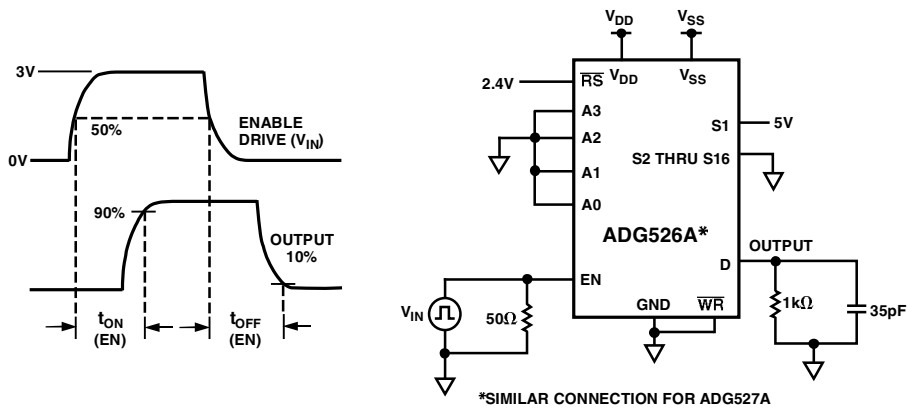 3V
50%
0V
ENABLE
DRIVE (VIN)
90%
OUTPUT
10%
tON
(EN)
tOFF
(EN)
VDD
VSS
2.4V
RS
VDD
VSS
A3
A2
A1
A0
S1
5V
S2 THRU S16
ADG526A*
OUTPUT
D
EN
VIN
50Ω
GND
WR
1kΩ
35pF
*SIMILAR CONNECTION FOR ADG527A